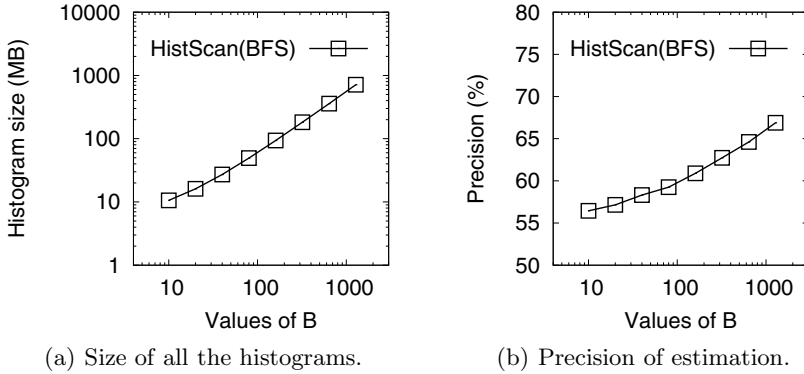 Histogram size (MB)
10000
1000
100
10
1
HistScan(BFS)
10
100
1000
Values of B
(a) Size of all the histograms.
Precision (%)
80
75
70
65
60
55
50
HistScan(BFS)
10
100
1000
Values of B
(b) Precision of estimation.